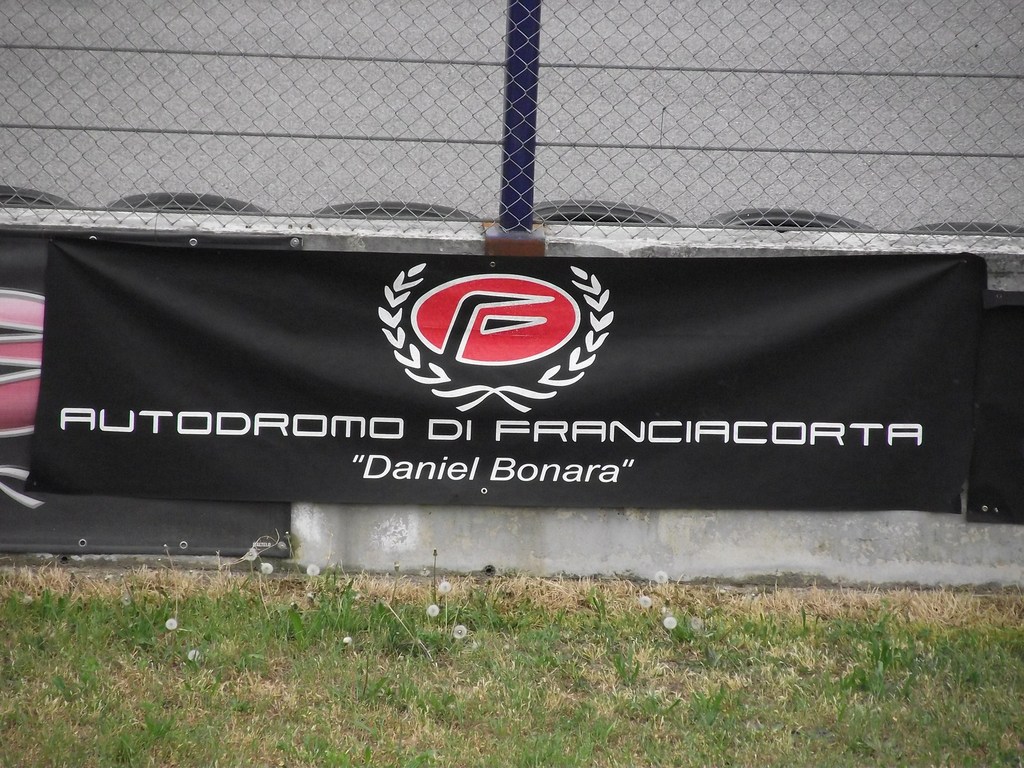 AUTODROMO DI FRANCIACORTA
"Daniel Bonara"